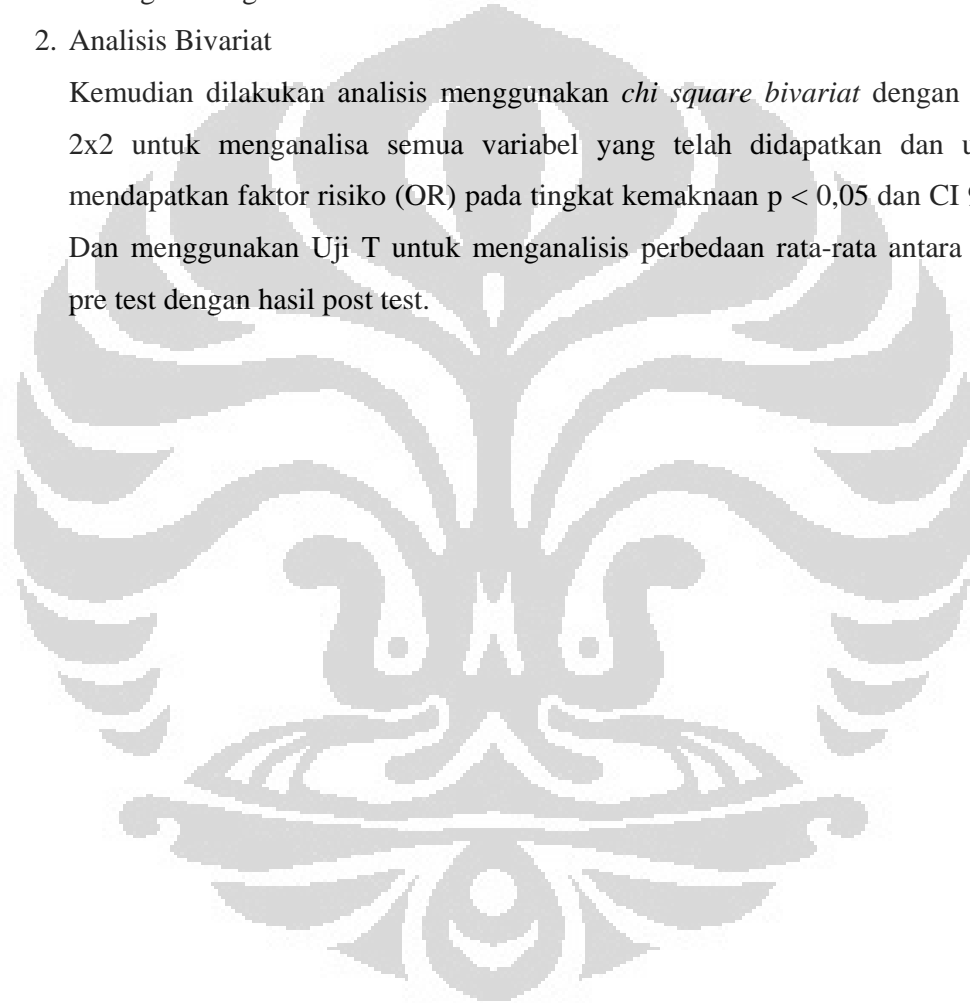 2. Analisis Bivariat
Kemudian dilakukan analisis menggunakan chi square bivariat dengan
2x2 untuk menganalisa semua variabel yang telah didapatkan dan
mendapatkan faktor risiko (OR) pada tingkat kemaknaan p < 0,05 dan CI
Dan menggunakan Uji T untuk menganalisis perbedaan rata-rata antara
pre test dengan hasil post test.